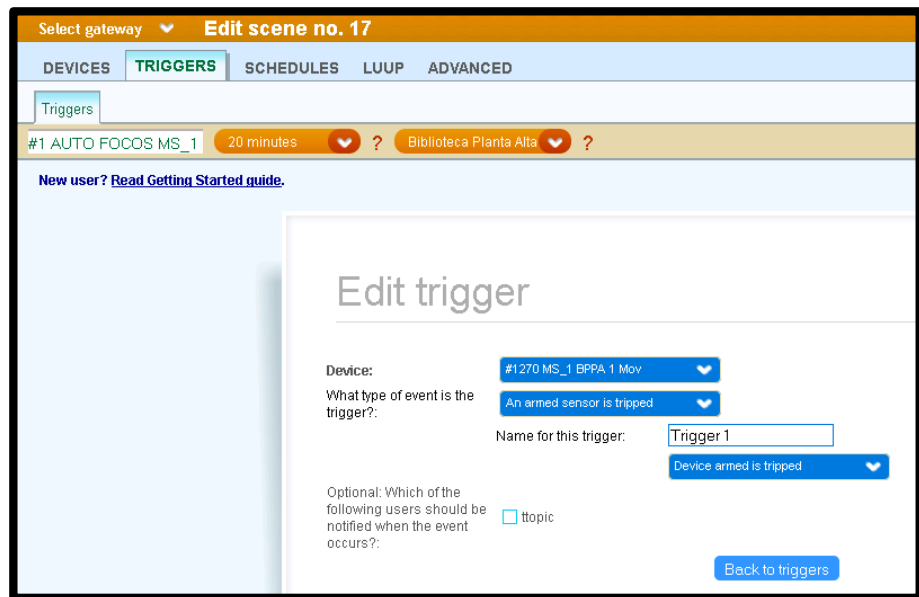 Select gateway Edit scene no. 17
DEVICES TRIGGERS SCHEDULES LUUP ADVANCED
Triggers
#1 AUTO FOCOS MS_1 20 minutes ? Biblioteca Planta Alta ?
New user? Read Getting Started guide.
Edit trigger
Device: #1270 MS_1 BPPA 1 Mov
What type of event is the
trigger?: An armed sensor is tripped
Name for this trigger: Trigger 1
Device armed is tripped
Optional: Which of the
following users should be
notified when the event
occurs?: ttopic
Back to triggers